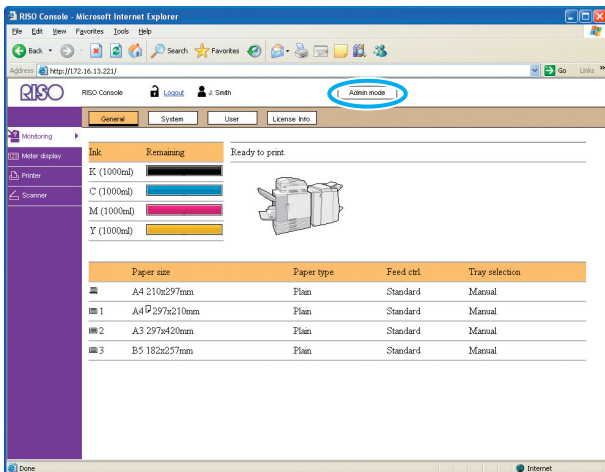 RISO Console - Microsoft Internet Explorer
File Edit View Favorites Tools Help
Back Search Favorites
Address http://172.16.13.221/ Go Links »
RISO RISO Console Logout J. Smith Admin mode
General System User License Info.
Monitoring
Meter display
Printer
Scanner
Ink Remaining
Ready to print.
K (1000ml)
C (1000ml)
M (1000ml)
Y (1000ml)
Paper size Paper type Feed ctrl. Tray selection
A4 210x297mm Plain Standard Manual
1 A4 297x210mm Plain Standard Manual
2 A3 297x420mm Plain Standard Manual
3 B5 182x257mm Plain Standard Manual
Done Internet